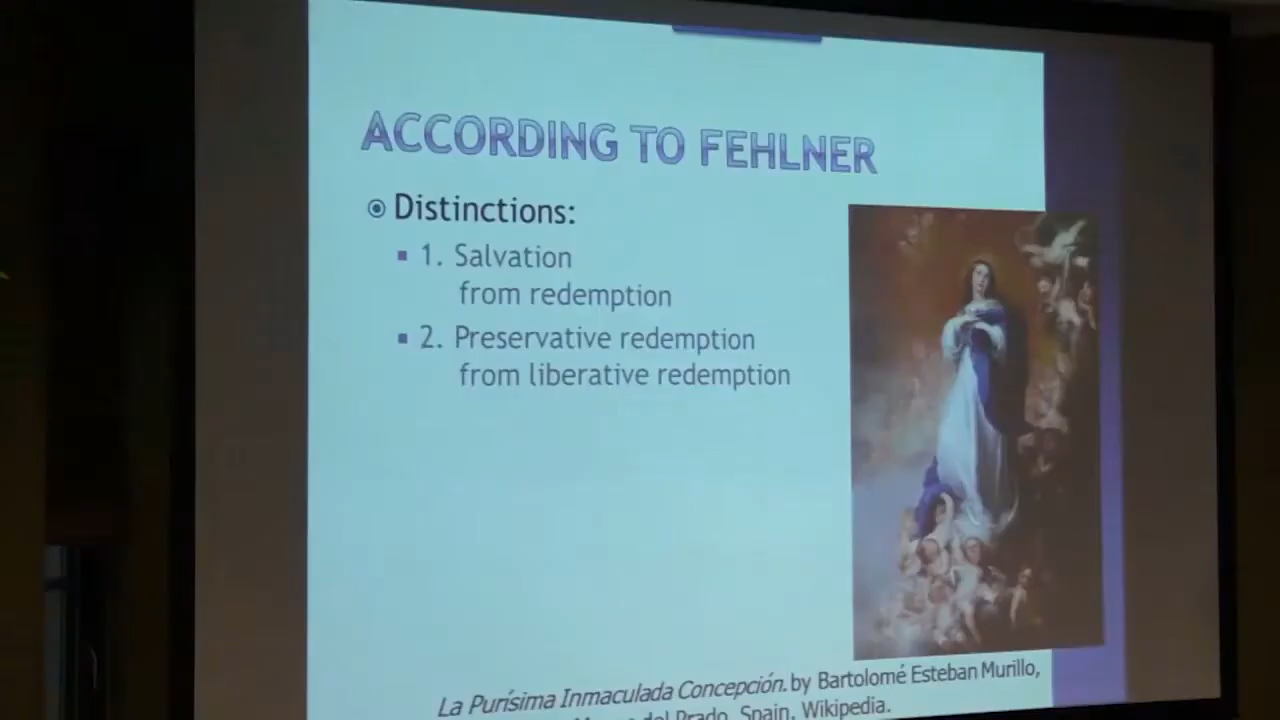 ACCORDING TO FEHLNER
Distinctions:
1. Salvation
from redemption
2. Preservative redemption
from liberative redemption
La Purísima Inmaculada Concepción. by Bartolomé Esteban Murillo,
del Prado, Spain, Wikipedia.